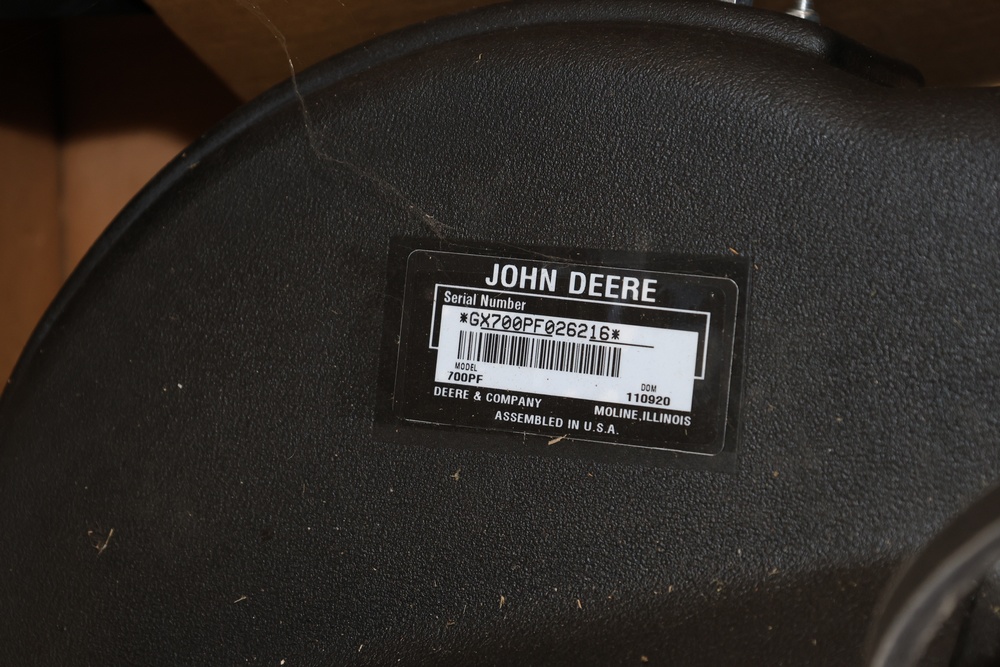 JOHN DEERE
Serial Number
*GX700PF026216*
MODEL
700PF
DOM
110920
DEERE & COMPANY
MOLINE, ILLINOIS
ASSEMBLED IN U.S.A.